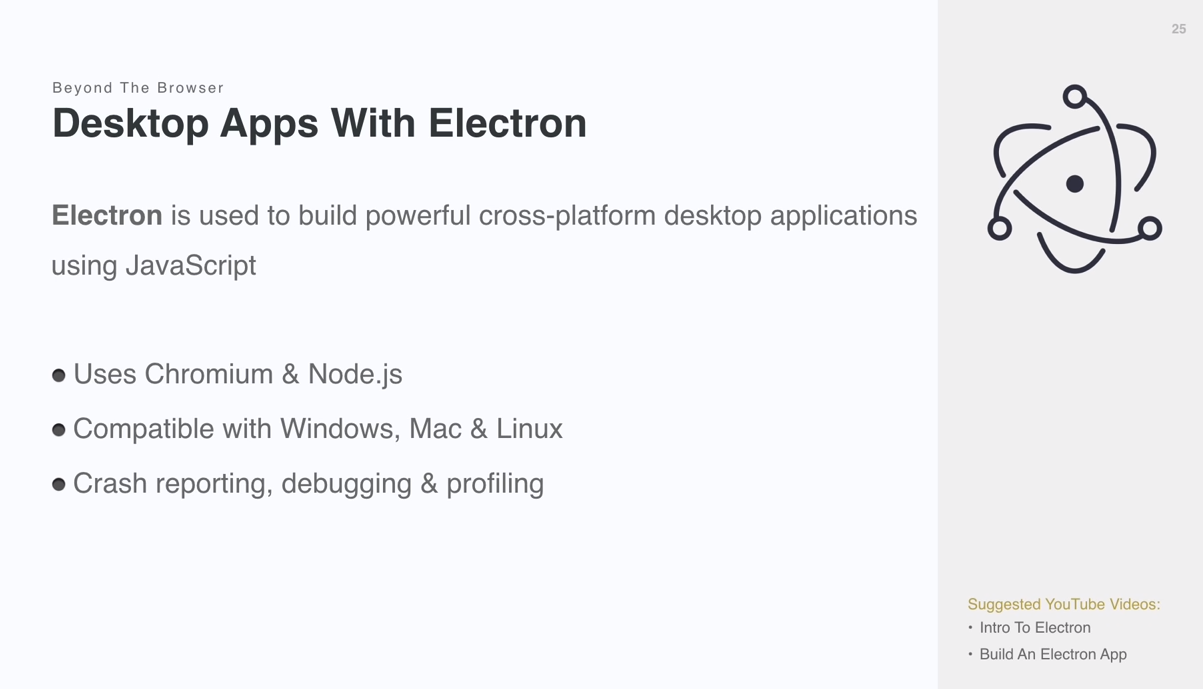 25
Beyond The Browser
Desktop Apps With Electron
Electron is used to build powerful cross-platform desktop applications
using JavaScript
• Uses Chromium & Node.js
• Compatible with Windows, Mac & Linux
• Crash reporting, debugging & profiling
Suggested YouTube Videos:
• Intro To Electron
• Build An Electron App